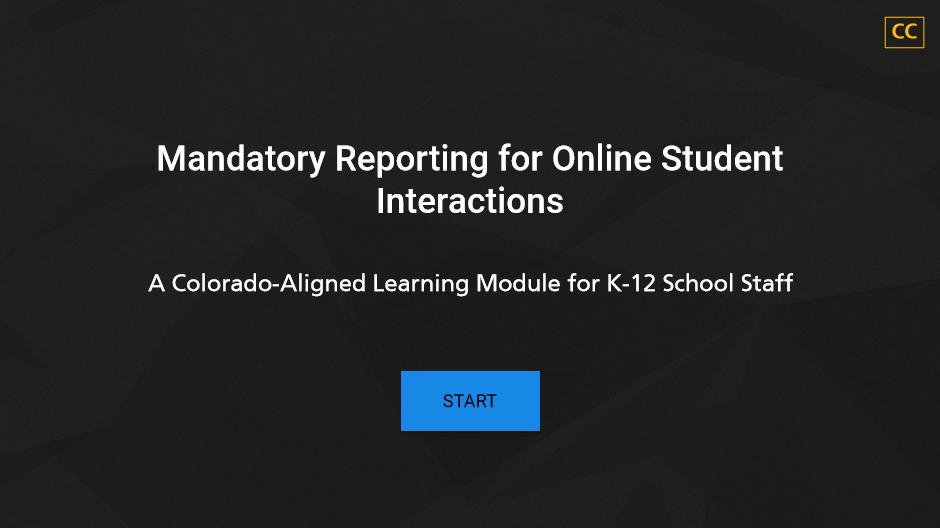 CC
Mandatory Reporting for Online Student
Interactions
A Colorado-Aligned Learning Module for K-12 School Staff
START